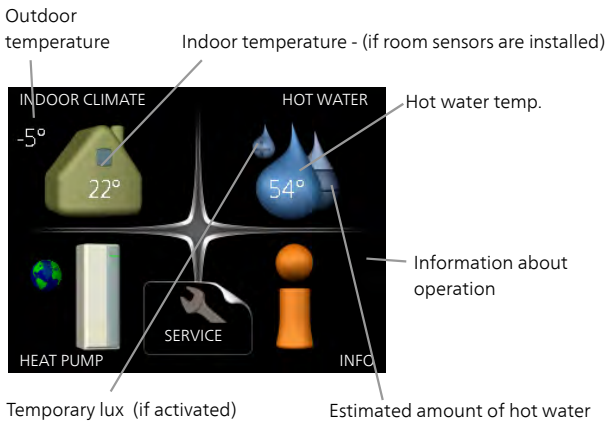 Outdoor
temperature
Indoor temperature - (if room sensors are installed)
INDOOR CLIMATE
HOT WATER
Hot water temp.
-5°
22°
54°
Information about
operation
SERVICE
HEAT PUMP
INFO
Temporary lux (if activated)
Estimated amount of hot water